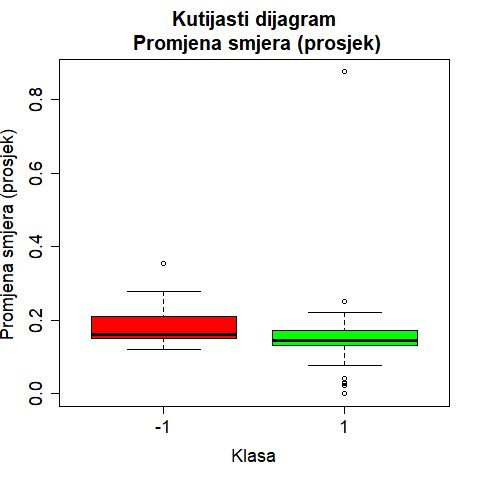 Kutijasti dijagram
Promjena smjera (prosjek)
Promjena smjera (prosjek)
0.8
0.6
0.4
0.2
0.0
-1
1
Klasa